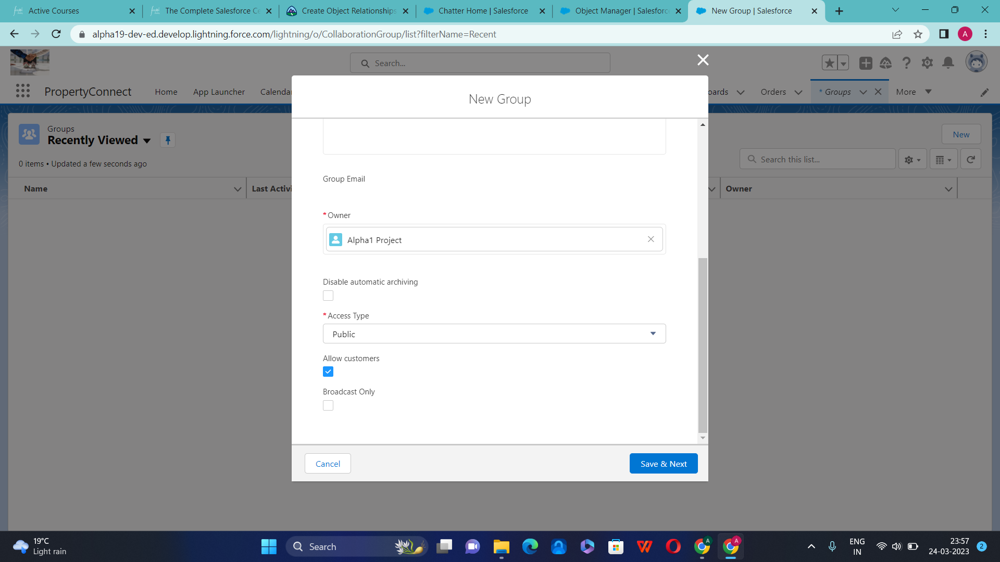 Active Courses
The Complete Salesforce Ce
Create Object Relationships
Chatter Home | Salesforce
Object Manager | Salesforce
New Group | Salesforce
alpha19-dev-ed.develop.lightning.force.com/lightning/o/CollaborationGroup/list?filterName=Recent
A
Search...
PropertyConnect
Home
App Launcher
Calenda
oards
Orders
* Groups
More
New Group
Groups
Recently Viewed
New
0 items • Updated a few seconds ago
Search this list...
Name
Last Activi
Owner
Group Email
*Owner
Alpha1 Project
Disable automatic archiving
*Access Type
Public
Allow customers
Broadcast Only
Cancel
Save & Next
19°C
Light rain
Search
A
A
ENG
IN
23:57
24-03-2023
2